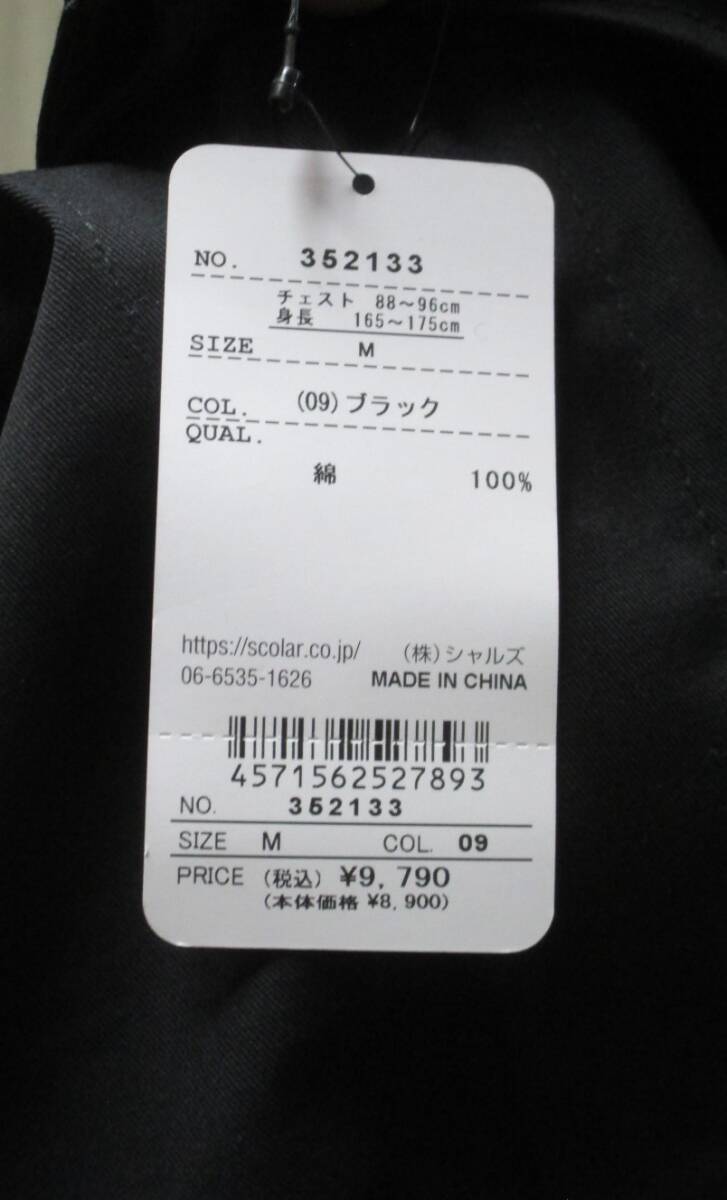 NO. 352133
チェスト 88～96cm
身長 165～175cm
SIZE M
COL. (09)ブラック
QUAL.
綿 100%
https://scolar.co.jp/ (株)シャルズ
06-6535-1626 MADE IN CHINA
4571562527893
NO. 352133
SIZE M COL. 09
PRICE (税込) ¥9,790
(本体価格 ¥8,900)